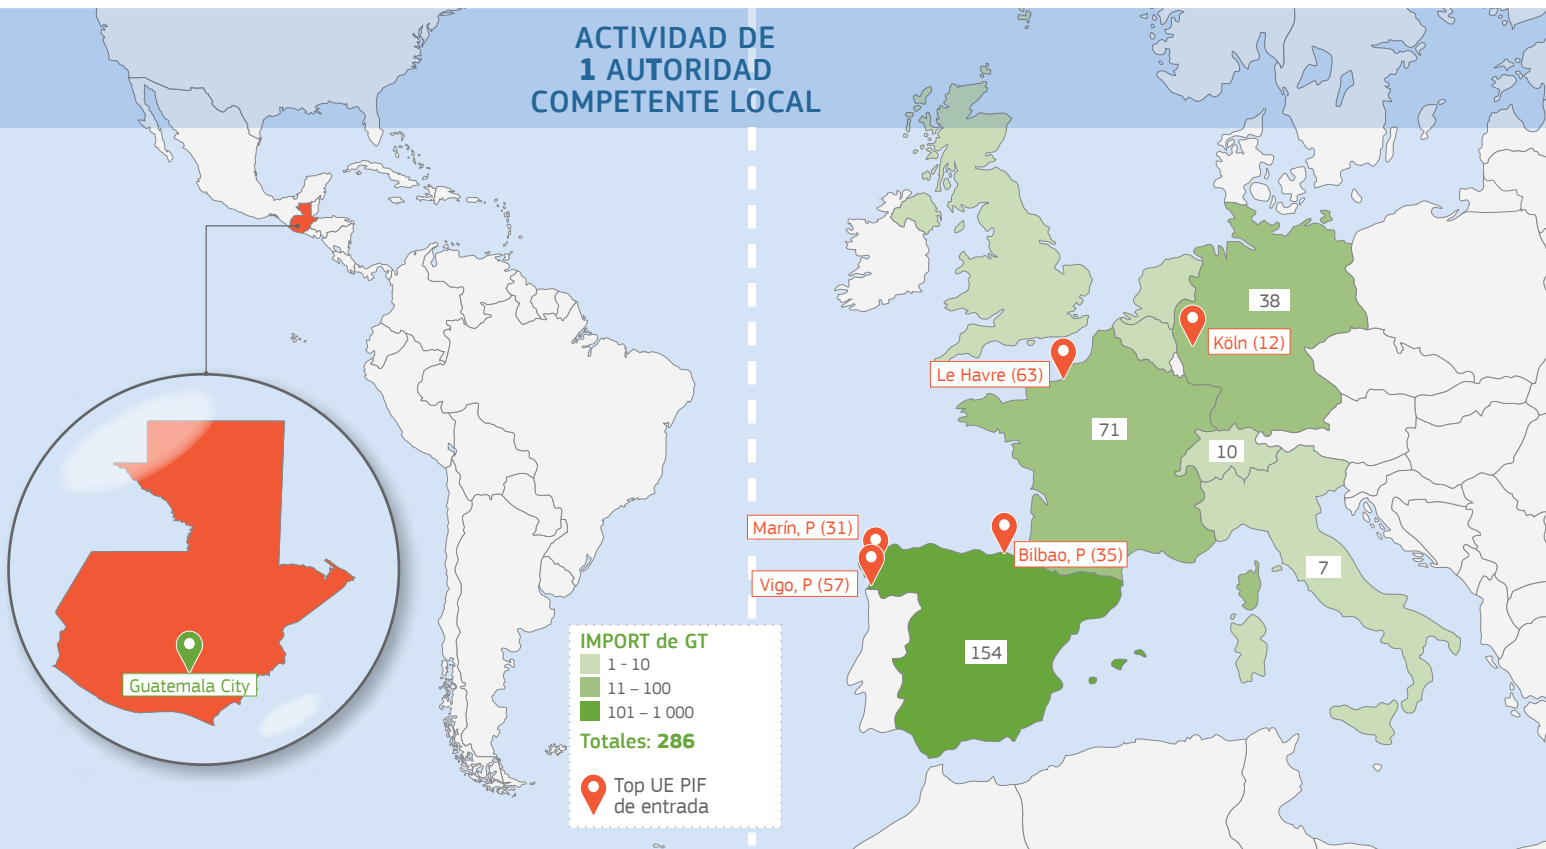 ACTIVIDAD DE
1 AUTORIDAD
COMPETENTE LOCAL
38
Köln (12)
Le Havre (63)
71
10
Marín, P (31)
Bilbao, P (35)
7
Vigo, P (57)
154
Guatemala City
IMPORT de GT
1 - 10
11 – 100
101 – 1 000
Totales: 286
Top UE PIF
de entrada